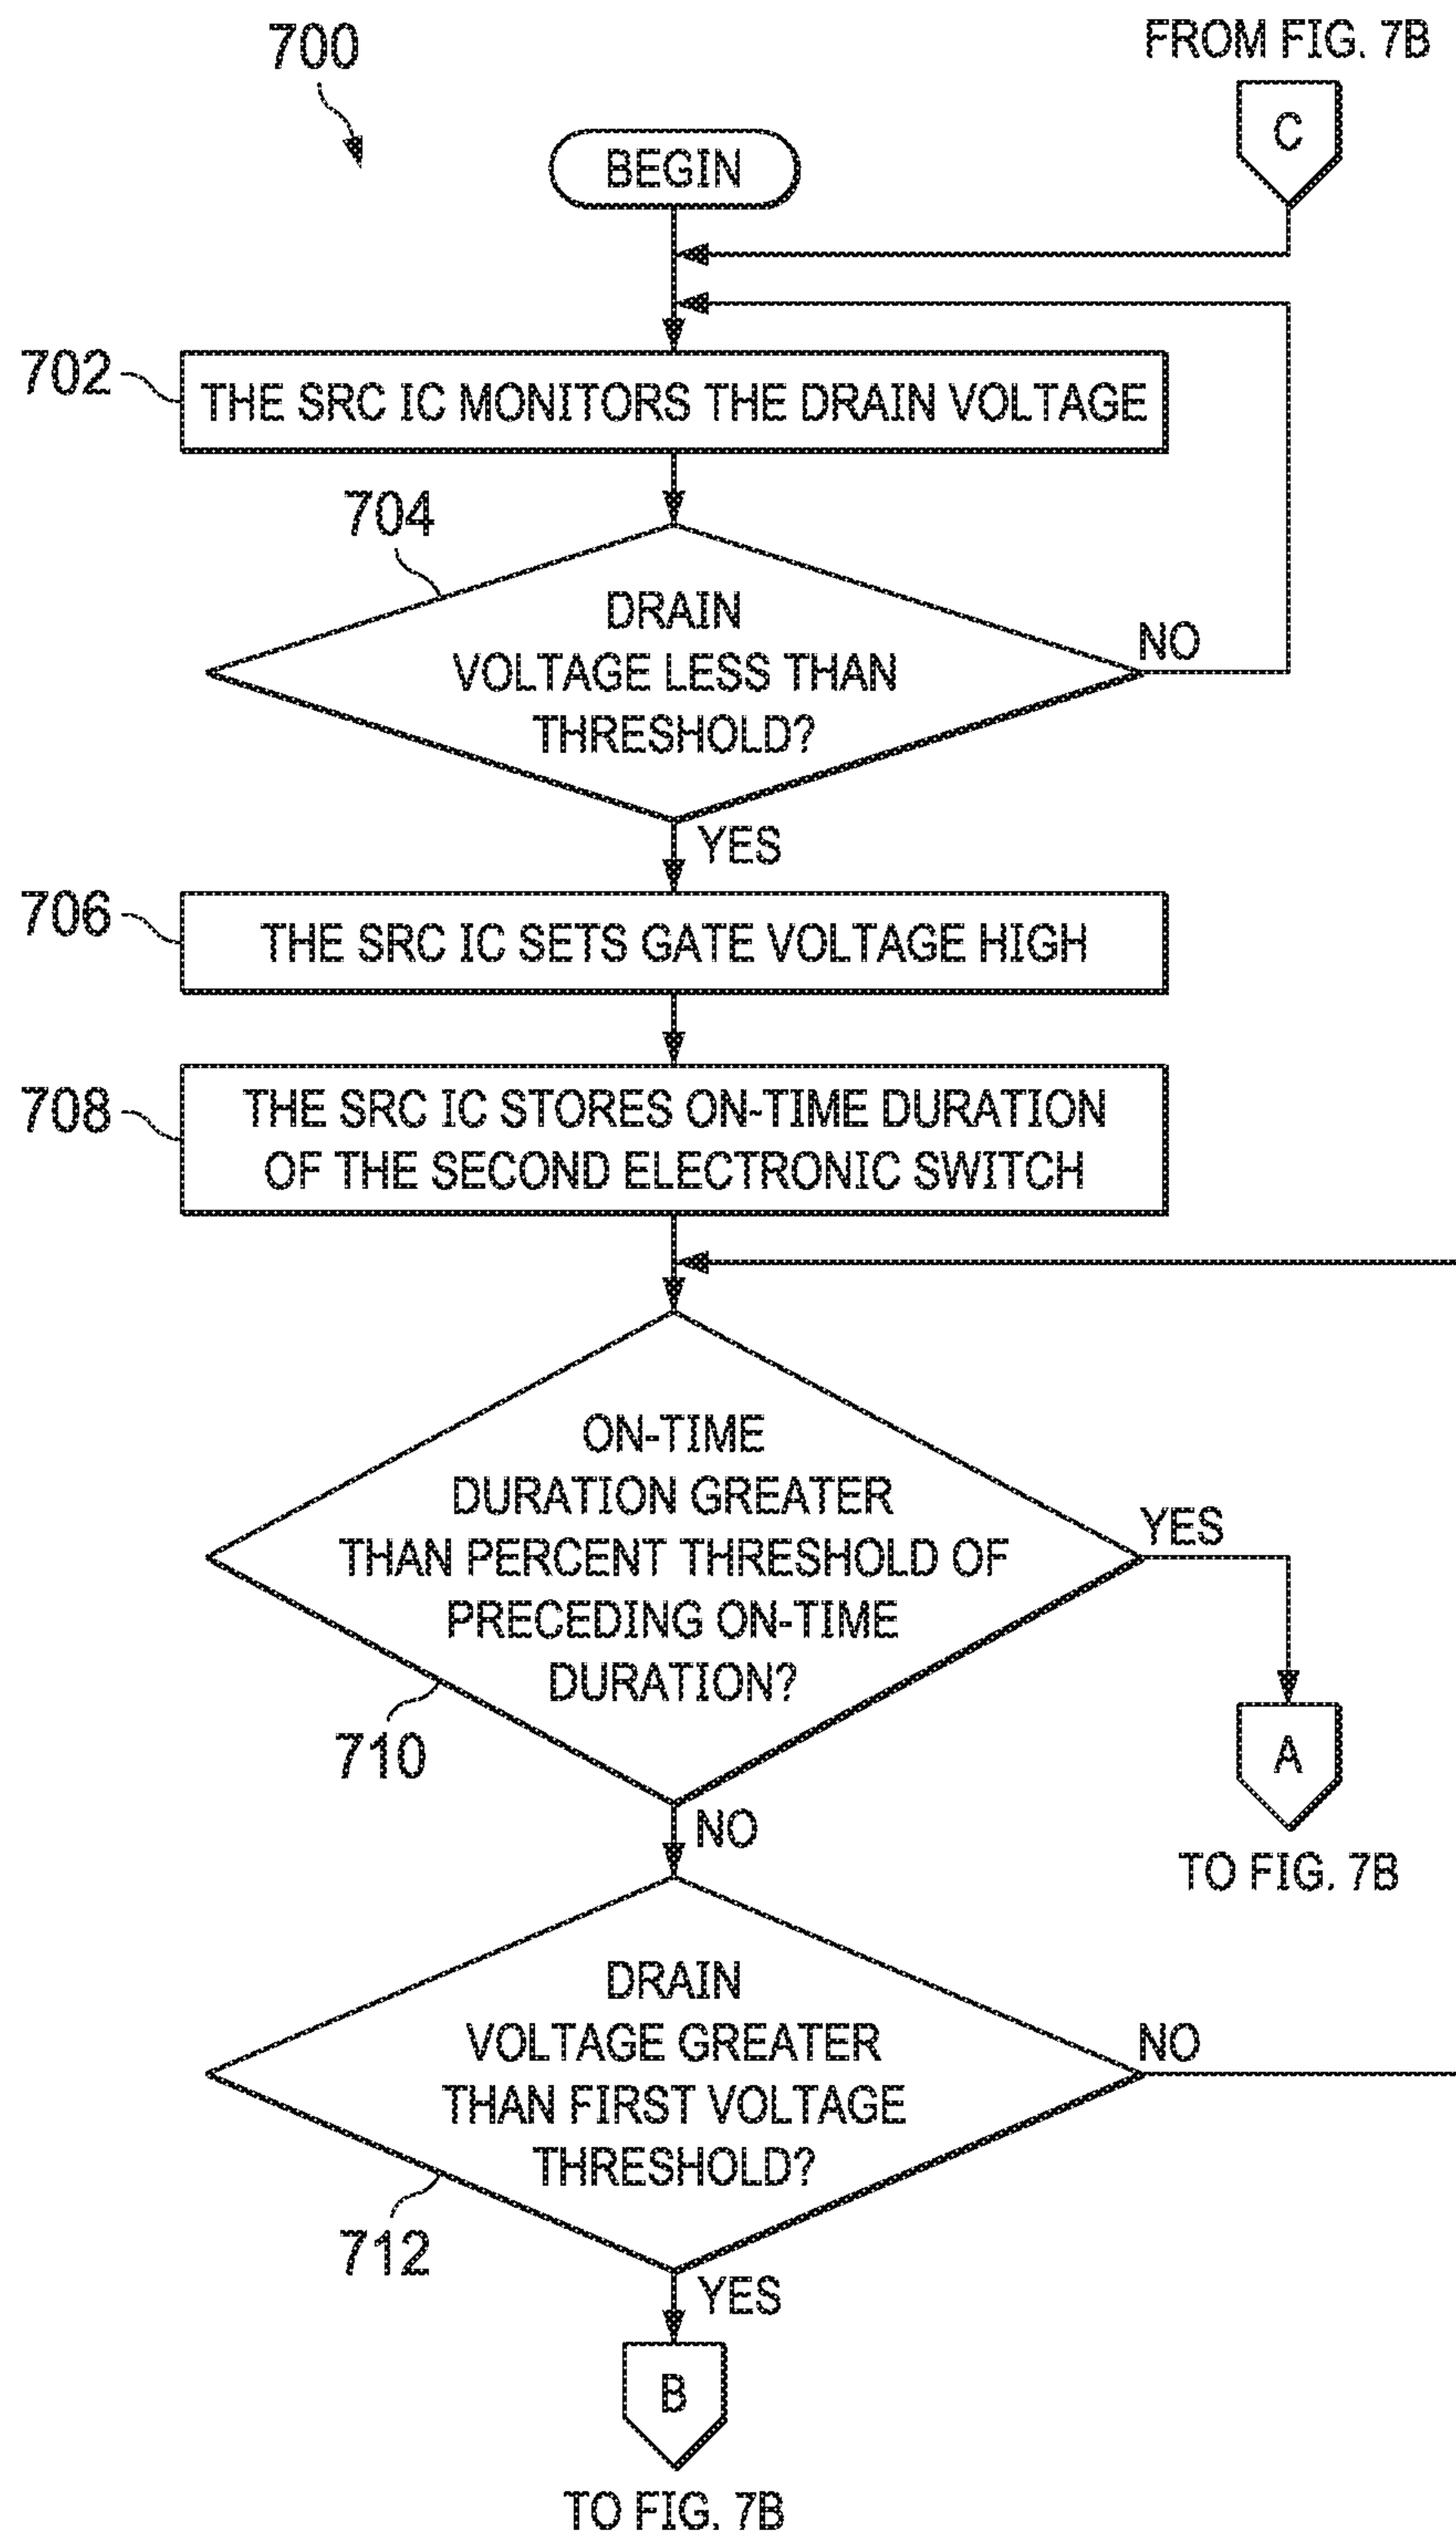 700
FROM FIG. 7B
C
BEGIN
702
THE SRC IC MONITORS THE DRAIN VOLTAGE
704
DRAIN
VOLTAGE LESS THAN
THRESHOLD?
NO
YES
706
THE SRC IC SETS GATE VOLTAGE HIGH
708
THE SRC IC STORES ON-TIME DURATION
OF THE SECOND ELECTRONIC SWITCH
ON-TIME
DURATION GREATER
THAN PERCENT THRESHOLD OF
PRECEDING ON-TIME
DURATION?
YES
710
A
NO
TO FIG. 7B
DRAIN
VOLTAGE GREATER
THAN FIRST VOLTAGE
THRESHOLD?
NO
712
YES
B
TO FIG. 7B